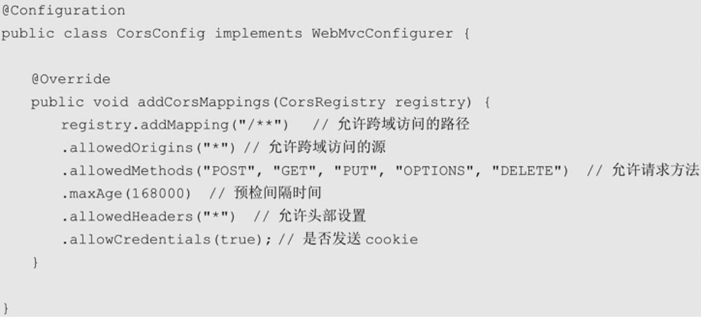 @Configuration
public class CorsConfig implements WebMvcConfigurer {
@Override
public void addCorsMappings(CorsRegistry registry) {
registry.addMapping("/**") // 允许跨域访问的路径
.allowedOrigins("*") // 允许跨域访问的源
.allowedMethods("POST", "GET", "PUT", "OPTIONS", "DELETE") // 允许请求方法
.maxAge(168000) // 预检间隔时间
.allowedHeaders("*") // 允许头部设置
.allowCredentials(true); // 是否发送 cookie
}
}